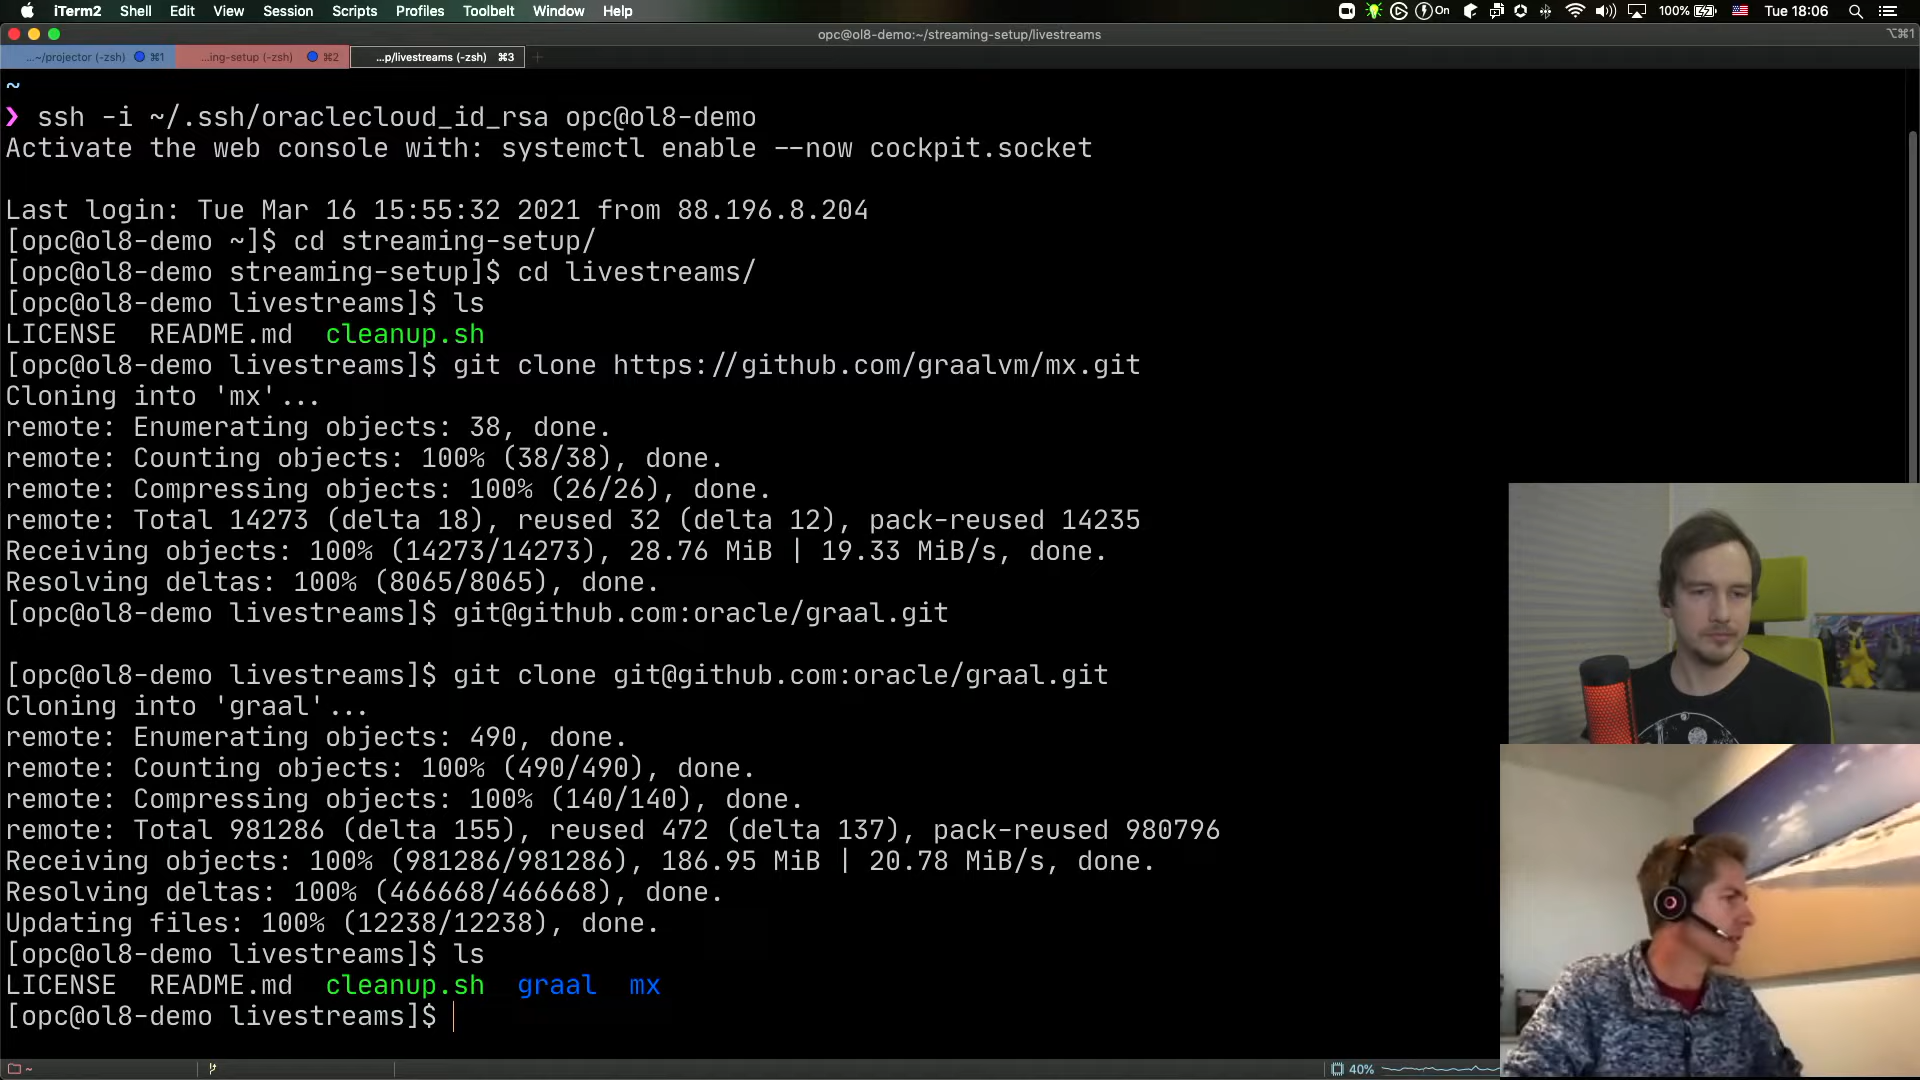 iTerm2 Shell Edit View Session Scripts Profiles Toolbelt Window Help On 100% Tue 18:06
opc@ol8-demo:~/streaming-setup/livestreams ⌥⌘1
...~/projector (-zsh) ⌘1 ...ing-setup (-zsh) ⌘2 ...p/livestreams (-zsh) ⌘3 +
~
❯ ssh -i ~/.ssh/oraclecloud_id_rsa opc@ol8-demo
Activate the web console with: systemctl enable --now cockpit.socket
Last login: Tue Mar 16 15:55:32 2021 from 88.196.8.204
[opc@ol8-demo ~]$ cd streaming-setup/
[opc@ol8-demo streaming-setup]$ cd livestreams/
[opc@ol8-demo livestreams]$ ls
LICENSE README.md cleanup.sh
[opc@ol8-demo livestreams]$ git clone https://github.com/graalvm/mx.git
Cloning into 'mx'...
remote: Enumerating objects: 38, done.
remote: Counting objects: 100% (38/38), done.
remote: Compressing objects: 100% (26/26), done.
remote: Total 14273 (delta 18), reused 32 (delta 12), pack-reused 14235
Receiving objects: 100% (14273/14273), 28.76 MiB | 19.33 MiB/s, done.
Resolving deltas: 100% (8065/8065), done.
[opc@ol8-demo livestreams]$ git@github.com:oracle/graal.git
[opc@ol8-demo livestreams]$ git clone git@github.com:oracle/graal.git
Cloning into 'graal'...
remote: Enumerating objects: 490, done.
remote: Counting objects: 100% (490/490), done.
remote: Compressing objects: 100% (140/140), done.
remote: Total 981286 (delta 155), reused 472 (delta 137), pack-reused 980796
Receiving objects: 100% (981286/981286), 186.95 MiB | 20.78 MiB/s, done.
Resolving deltas: 100% (466668/466668), done.
Updating files: 100% (12238/12238), done.
[opc@ol8-demo livestreams]$ ls
LICENSE README.md cleanup.sh graal mx
[opc@ol8-demo livestreams]$
~ 40%